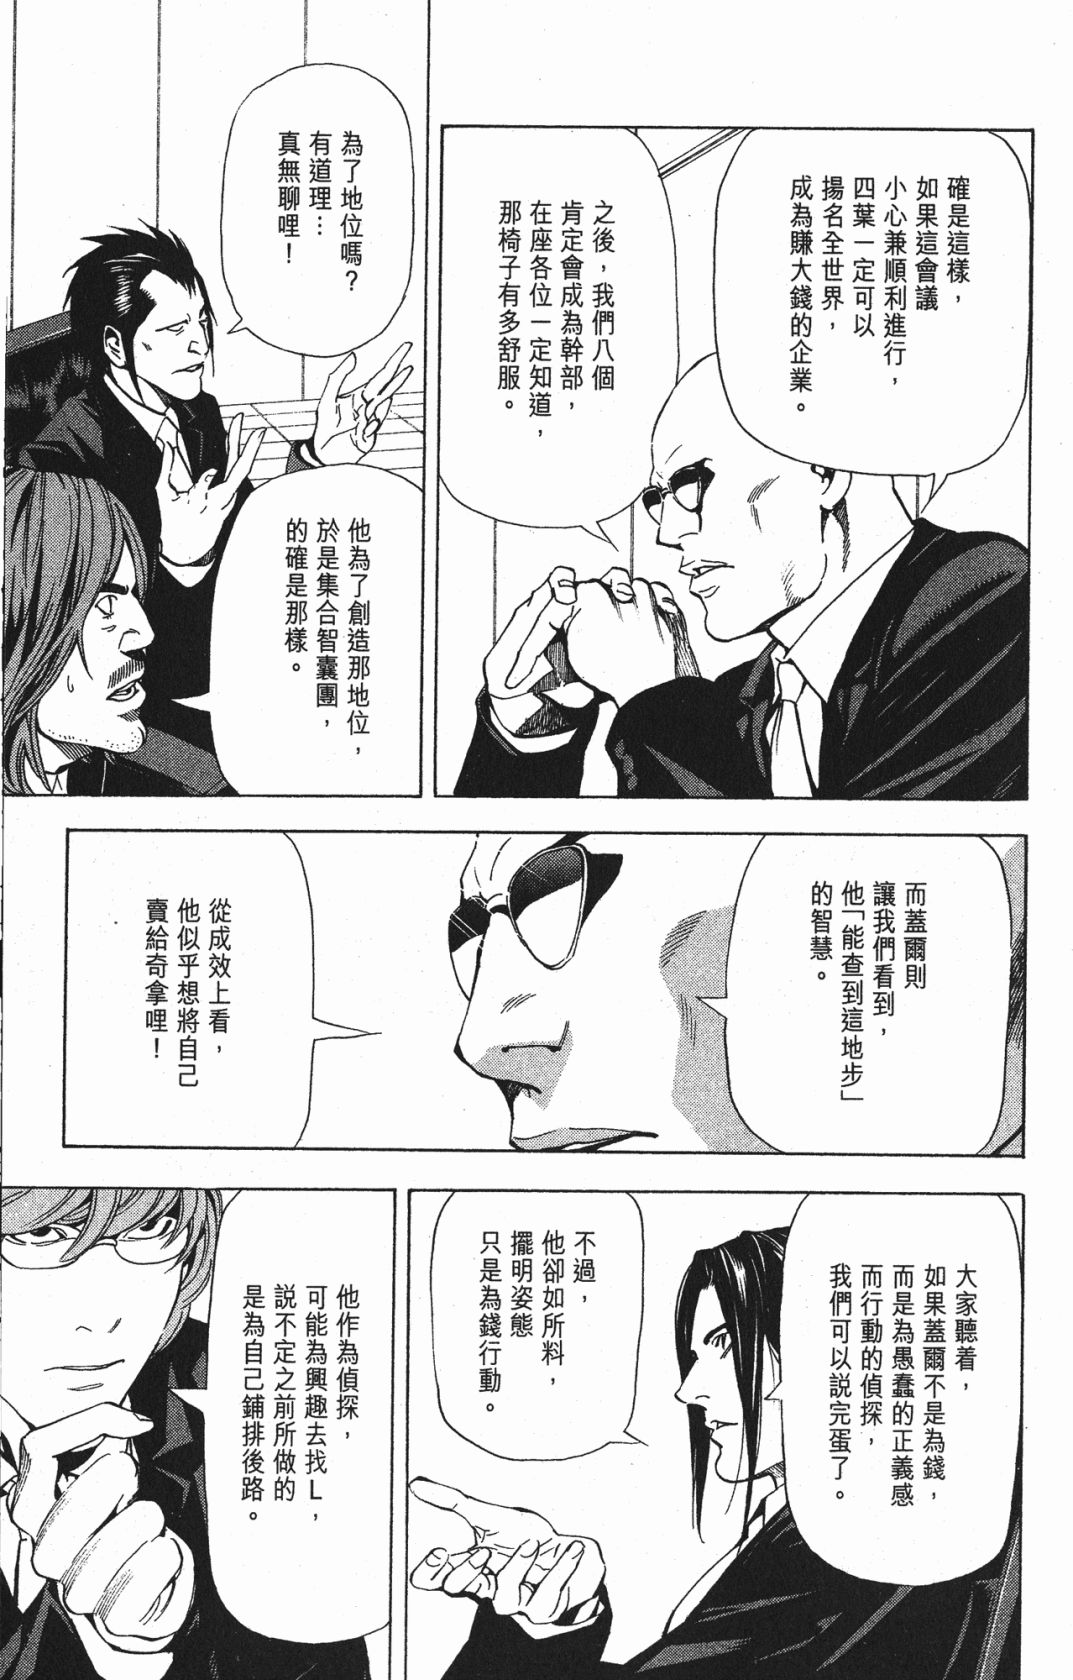 確是這樣，
如果這會議
小心兼順利進行，
四葉一定可以
揚名全世界，
成為賺大錢的企業。
之後，我們八個
肯定會成為幹部，
在座各位一定知道，
那椅子有多舒服。
為了地位嗎？
有道理…
真無聊哩！
他為了創造那地位，
於是集合智囊團，
的確是那樣。
而蓋爾則
讓我們看到，
他「能查到這地步」
的智慧。
從成效上看，
他似乎想將自己
賣給奇拿哩！
大家聽着，
如果蓋爾不是為錢，
而是為愚蠢的正義感
而行動的偵探，
我們可以説完蛋了。
不過，
他卻如所料，
擺明姿態
只是為錢行動。
他作為偵探，
可能為興趣去找L，
説不定之前所做的
是為自己鋪排後路。